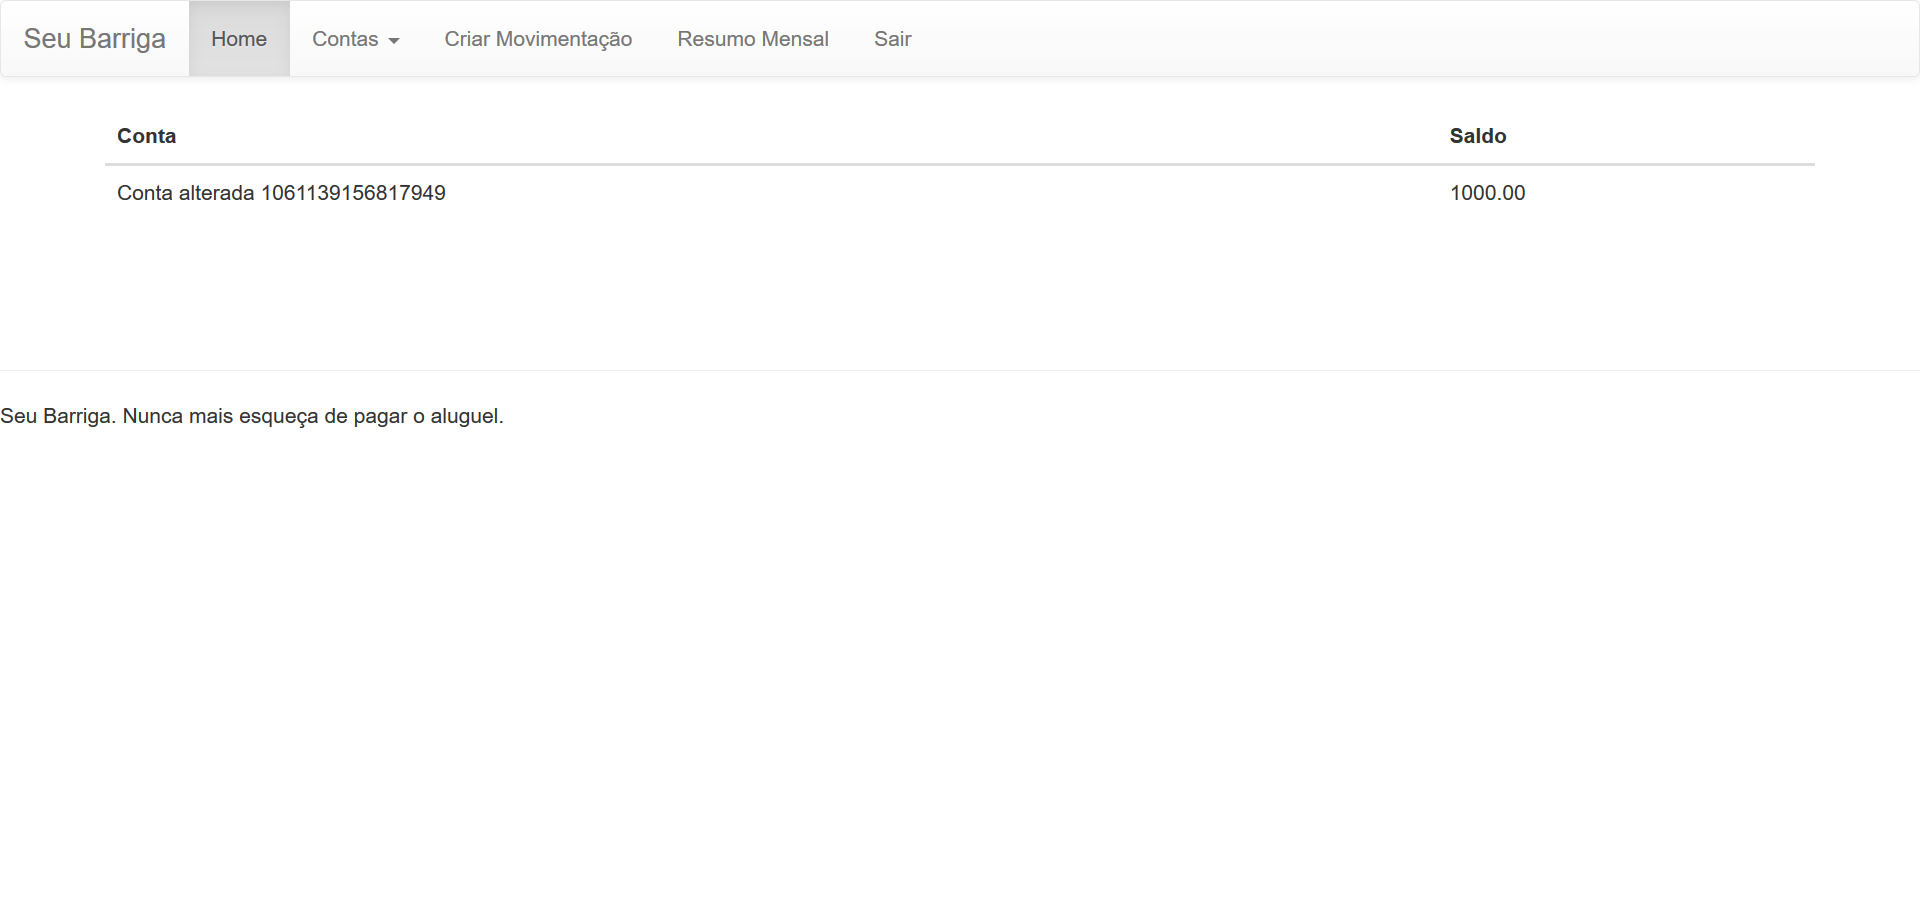 Seu Barriga Home Contas Criar Movimentação Resumo Mensal Sair
Conta Saldo
Conta alterada 1061139156817949 1000.00
Seu Barriga. Nunca mais esqueça de pagar o aluguel.